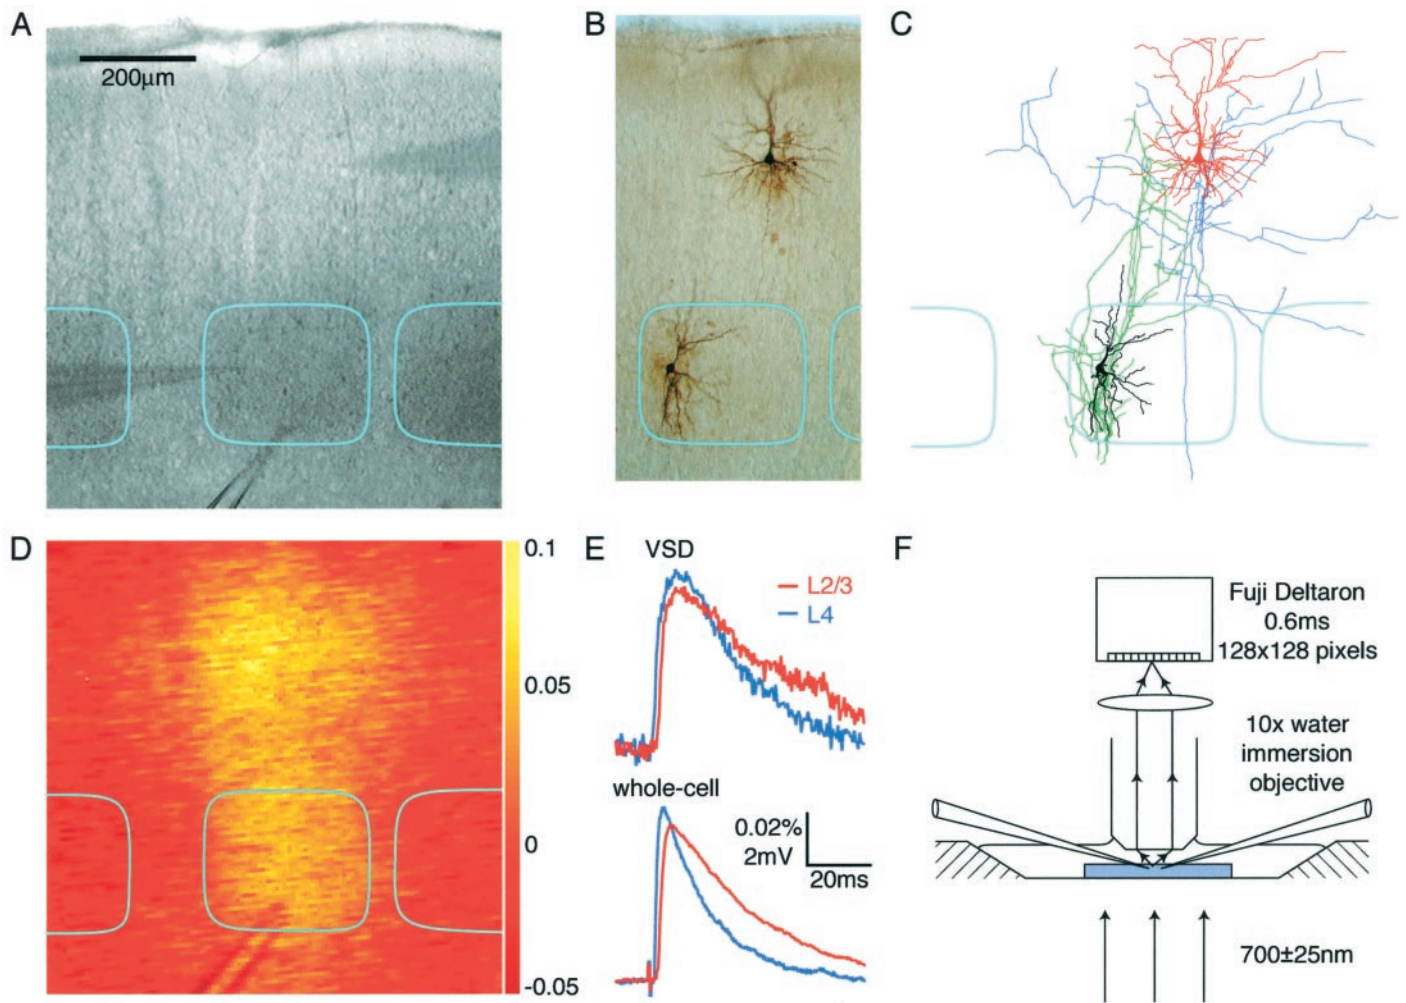 A
200μm
B
C
D
0.1
0.05
0
-0.05
E
VSD
L2/3
L4
whole-cell
0.02%
2mV
20ms
F
Fuji Deltaron
0.6ms
128x128 pixels
10x water
immersion
objective
700±25nm